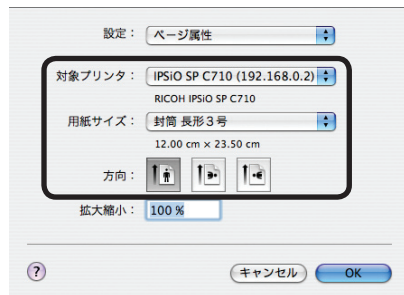 設定： ページ属性
対象プリンタ： IPSiO SP C710 (192.168.0.2)
RICOH IPSiO SP C710
用紙サイズ： 封筒 長形３号
12.00 cm × 23.50 cm
方向：
拡大縮小： 100 %
? キャンセル OK